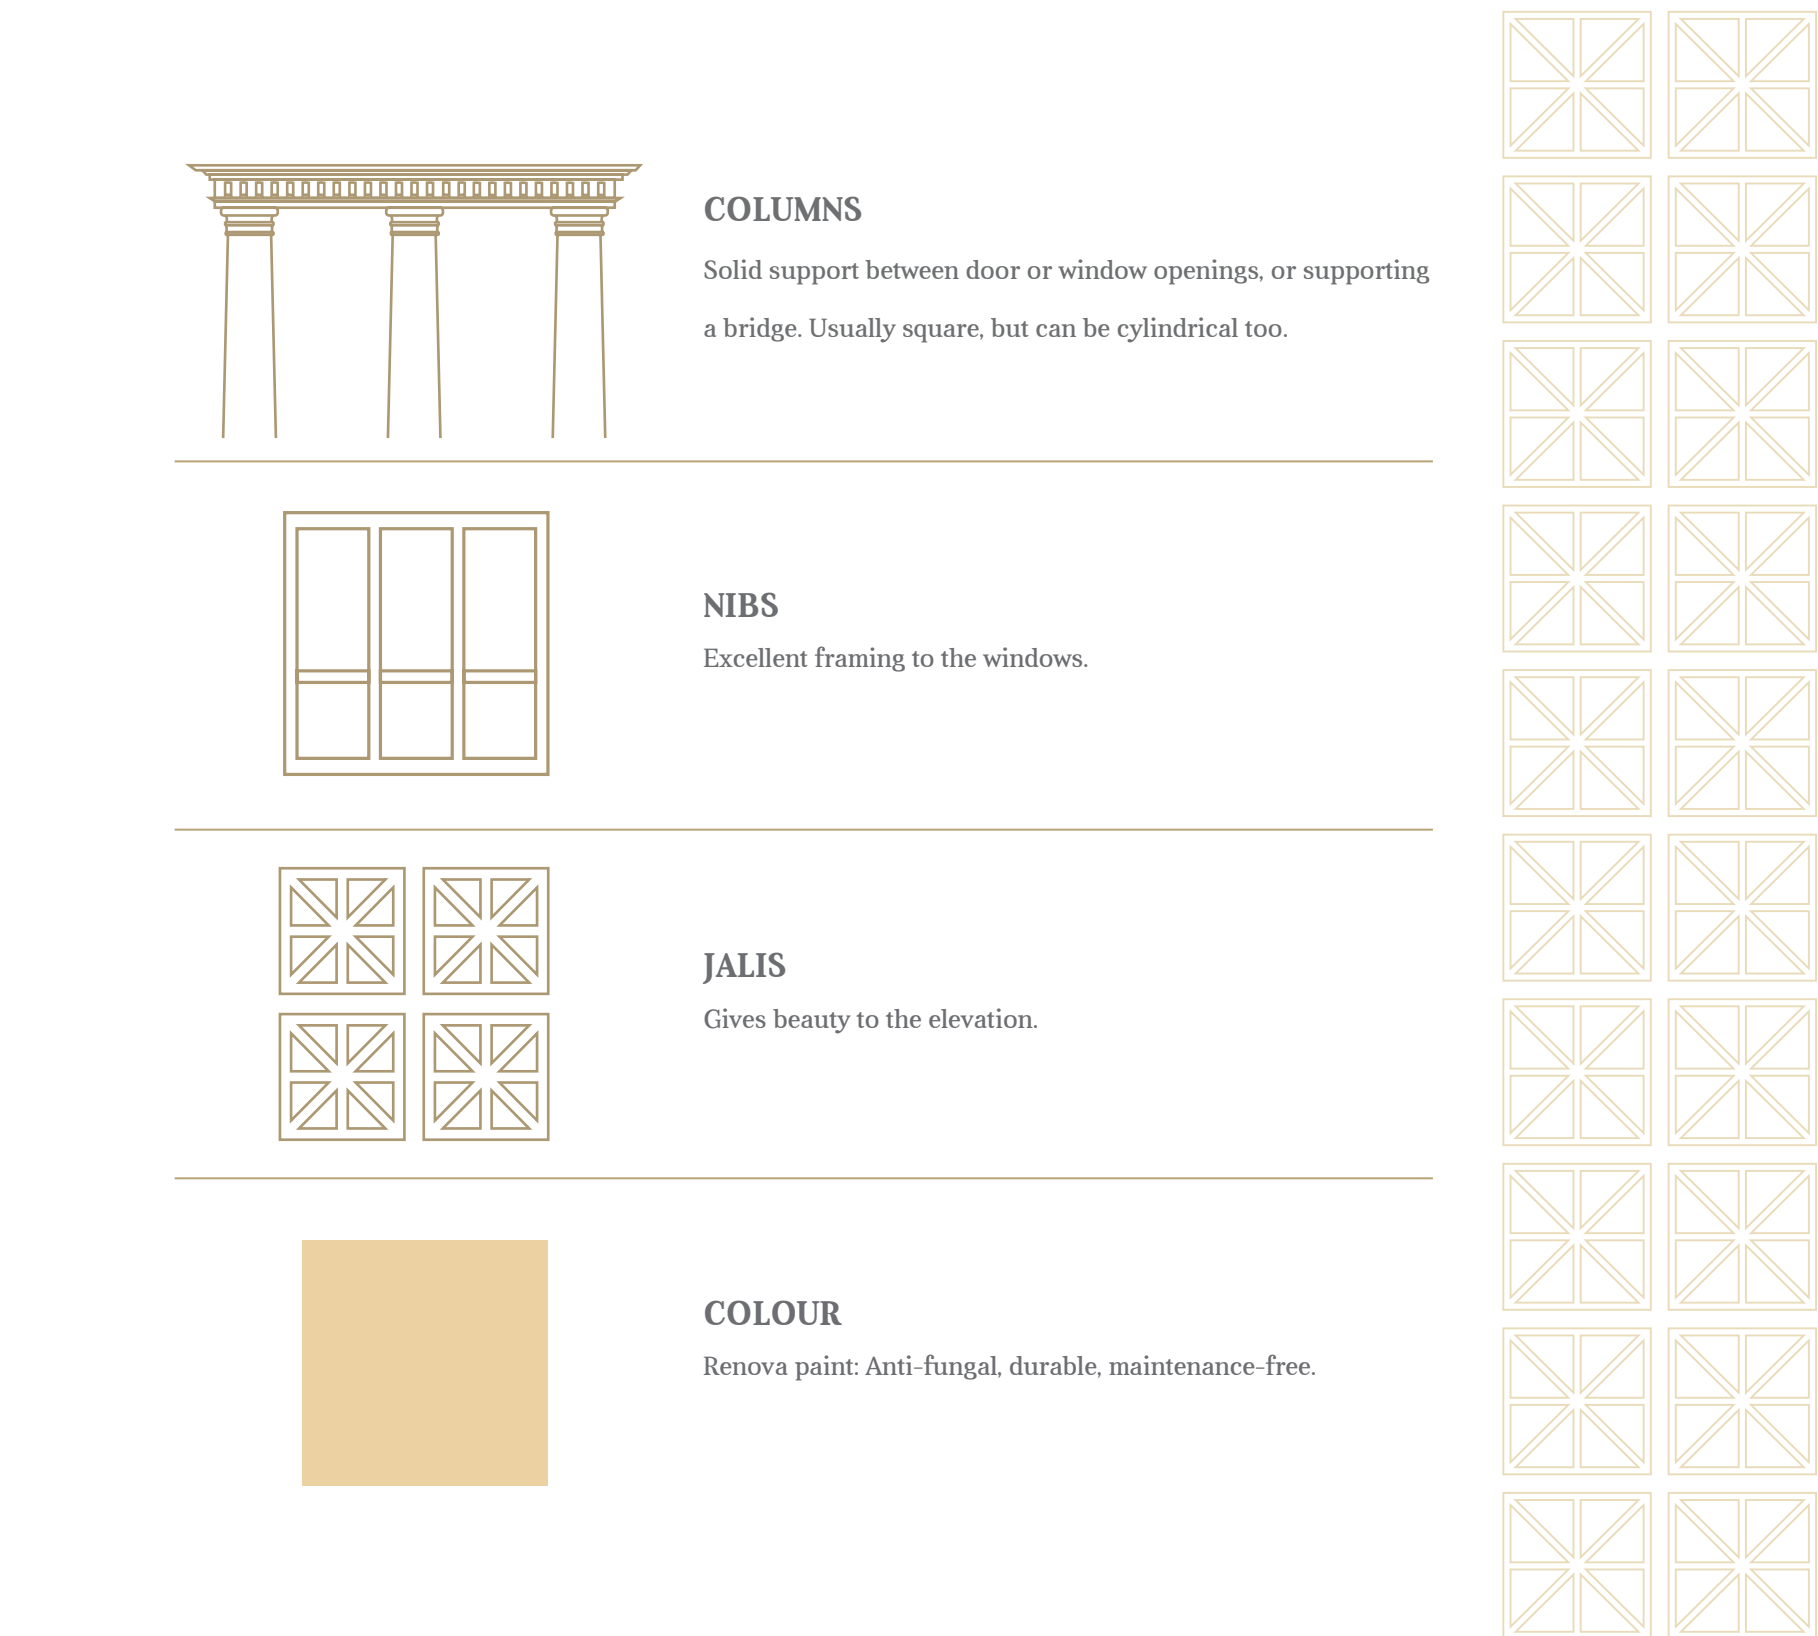 COLUMNS
Solid support between door or window openings, or supporting
a bridge. Usually square, but can be cylindrical too.
NIBS
Excellent framing to the windows.
JALIS
Gives beauty to the elevation.
COLOUR
Renova paint: Anti-fungal, durable, maintenance-free.